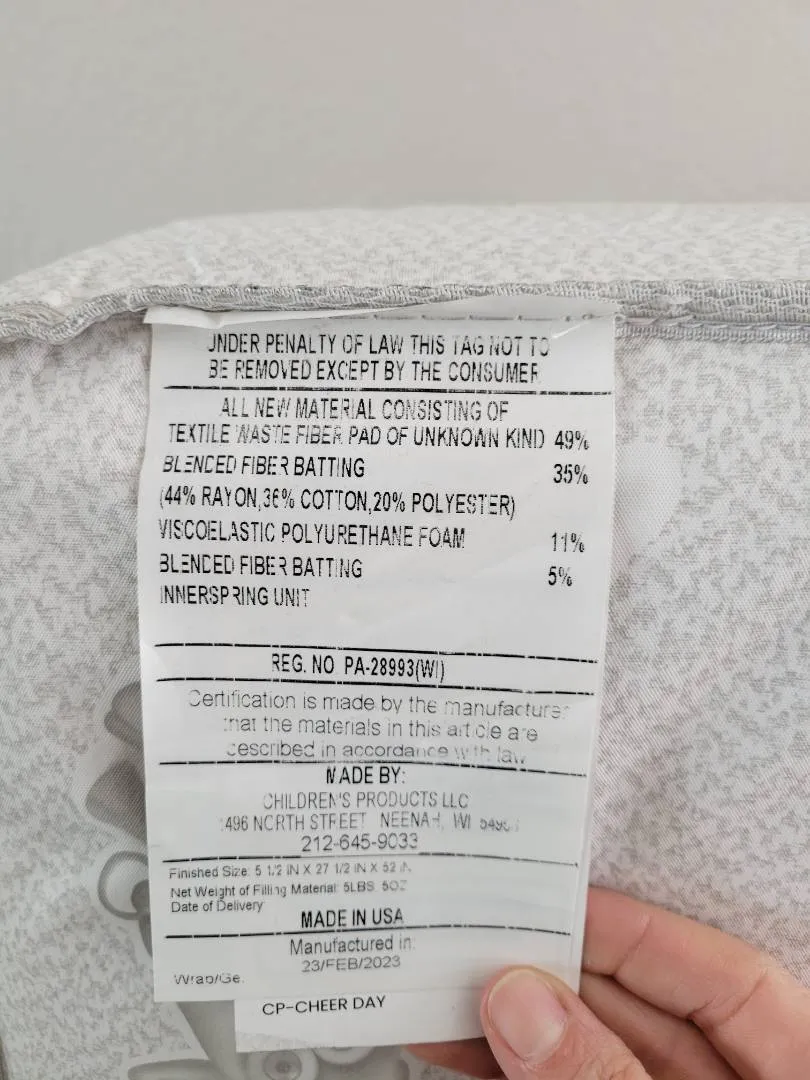 UNDER PENALTY OF LAW THIS TAG NOT TO
BE REMOVED EXCEPT BY THE CONSUMER
ALL NEW MATERIAL CONSISTING OF
TEXTILE WASTE FIBER PAD OF UNKNOWN KIND 49%
BLENDED FIBER BATTING 35%
(44% RAYON,36% COTTON,20% POLYESTER)
VISCOELASTIC POLYURETHANE FOAM 11%
BLENDED FIBER BATTING 5%
INNERSPRING UNIT
REG. NO PA-28993(WI)
Certification is made by the manufacturer
that the materials in this article are
described in accordance with law.
MADE BY:
CHILDREN'S PRODUCTS LLC
NORTH STREET NEENAH, WI
212-645-9033
Finished Size: 5 1/2 IN X 27 1/2 IN X 52 IN.
Net Weight of Filling Material: 5LBS 5OZ
Date of Delivery
MADE IN USA
Manufactured in:
23/FEB/2023
Wrap/Ge.
CP-CHEER DAY